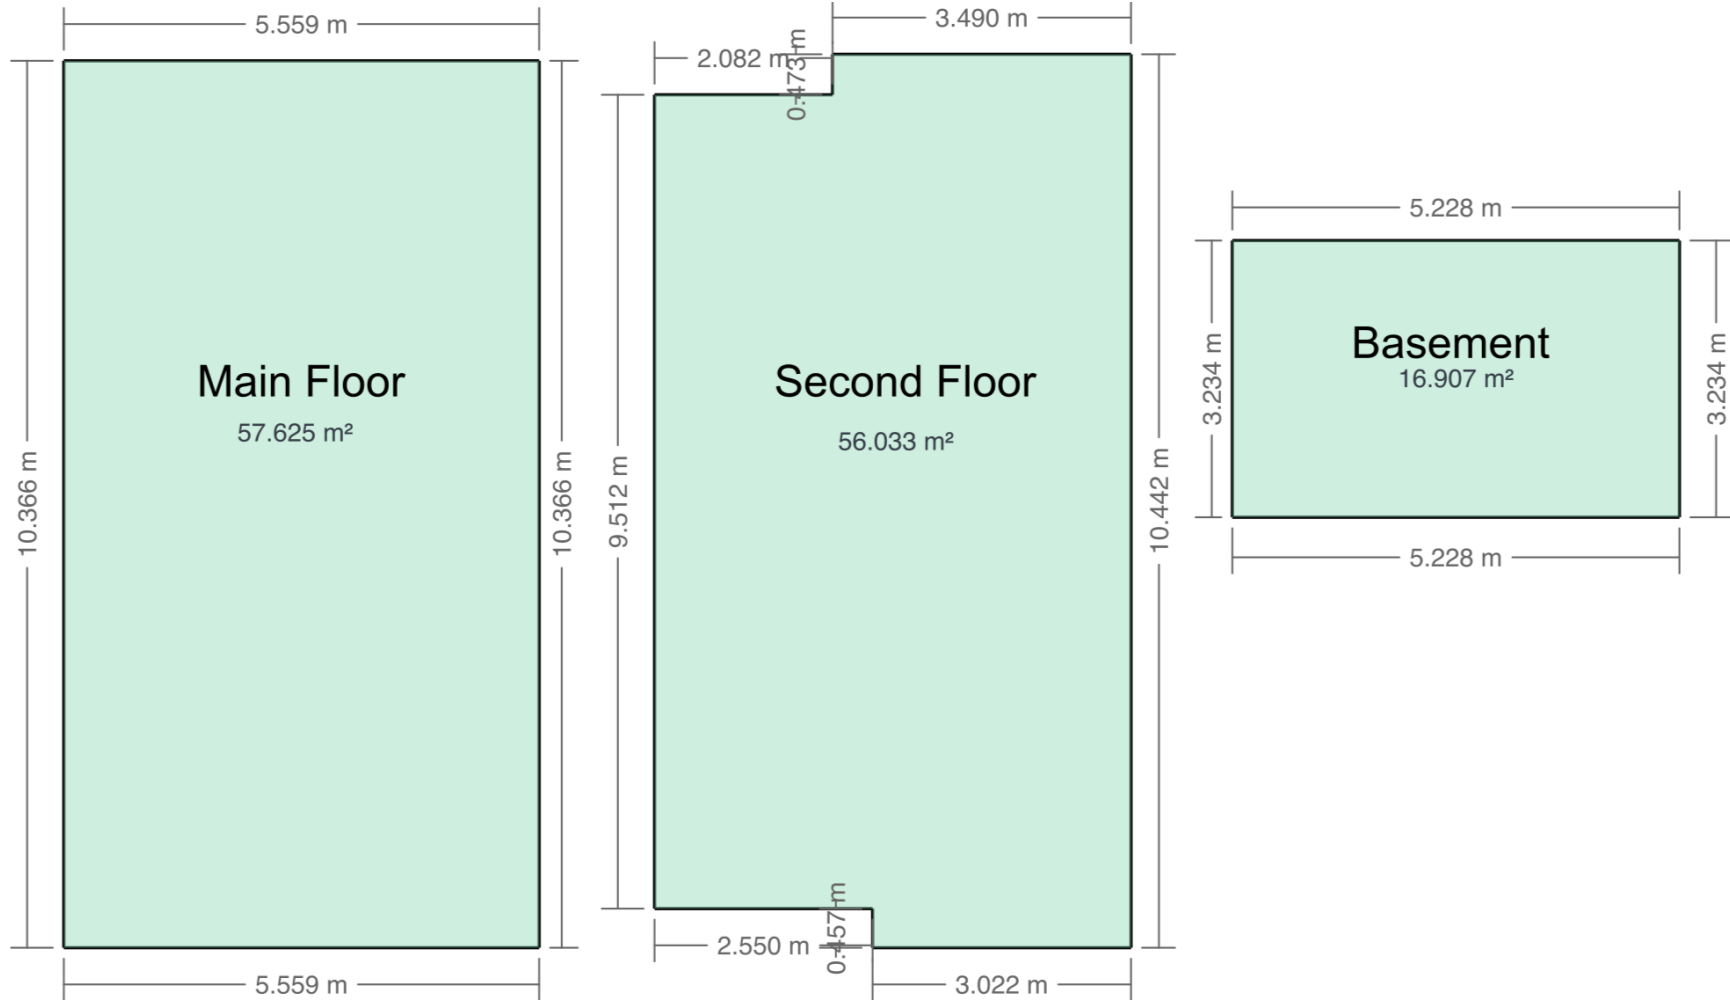 5.559 m
10.366 m
Main Floor
57.625 m²
10.366 m
5.559 m
3.490 m
2.082 m
0.473 m
9.512 m
Second Floor
56.033 m²
10.442 m
2.550 m
0.457 m
3.022 m
5.228 m
3.234 m
Basement
16.907 m²
3.234 m
5.228 m